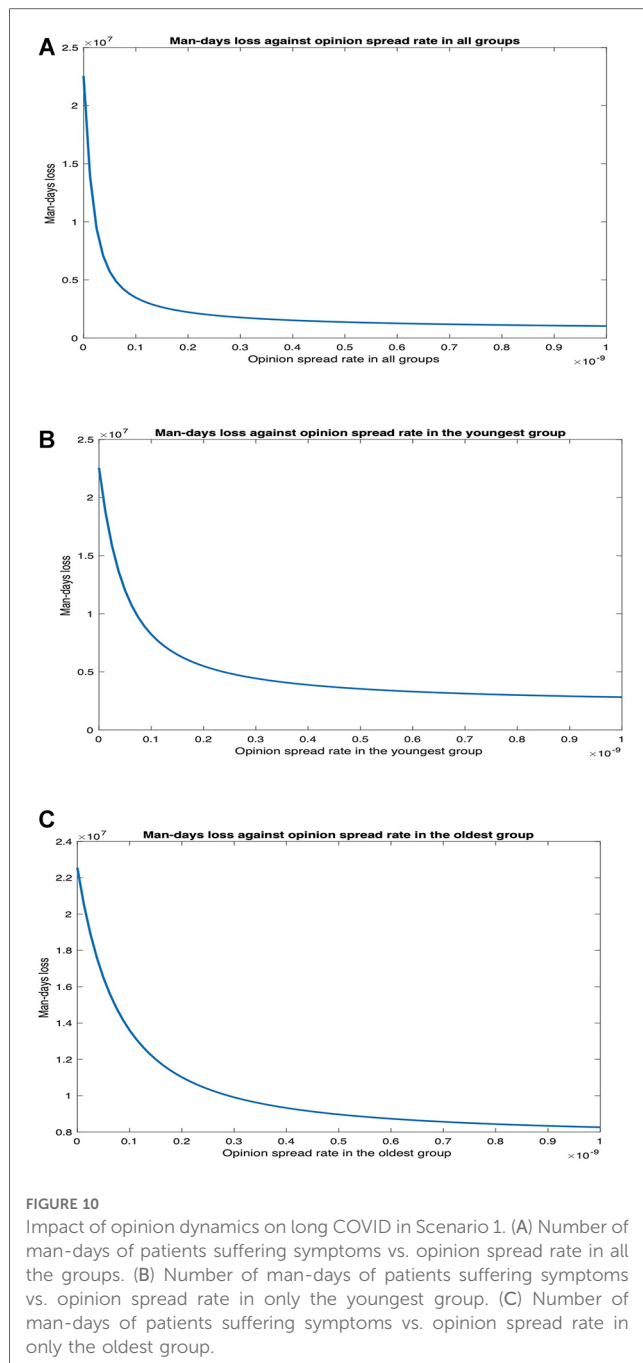 A
Man-days loss against opinion spread rate in all groups
×10⁷
2.5
2
1.5
1
0.5
0
Man-days loss
0 0.1 0.2 0.3 0.4 0.5 0.6 0.7 0.8 0.9 1
Opinion spread rate in all groups
×10⁻⁹
B
Man-days loss against opinion spread rate in the youngest group
×10⁷
2.5
2
1.5
1
0.5
0
Man-days loss
0 0.1 0.2 0.3 0.4 0.5 0.6 0.7 0.8 0.9 1
Opinion spread rate in the youngest group
×10⁻⁹
C
Man-days loss against opinion spread rate in the oldest group
×10⁷
2.4
2.2
2
1.8
1.6
1.4
1.2
1
0.8
Man-days loss
0 0.1 0.2 0.3 0.4 0.5 0.6 0.7 0.8 0.9 1
Opinion spread rate in the oldest group
×10⁻⁹
FIGURE 10
Impact of opinion dynamics on long COVID in Scenario 1. (A) Number of
man-days of patients suffering symptoms vs. opinion spread rate in all
the groups. (B) Number of man-days of patients suffering symptoms
vs. opinion spread rate in only the youngest group. (C) Number of
man-days of patients suffering symptoms vs. opinion spread rate in
only the oldest group.